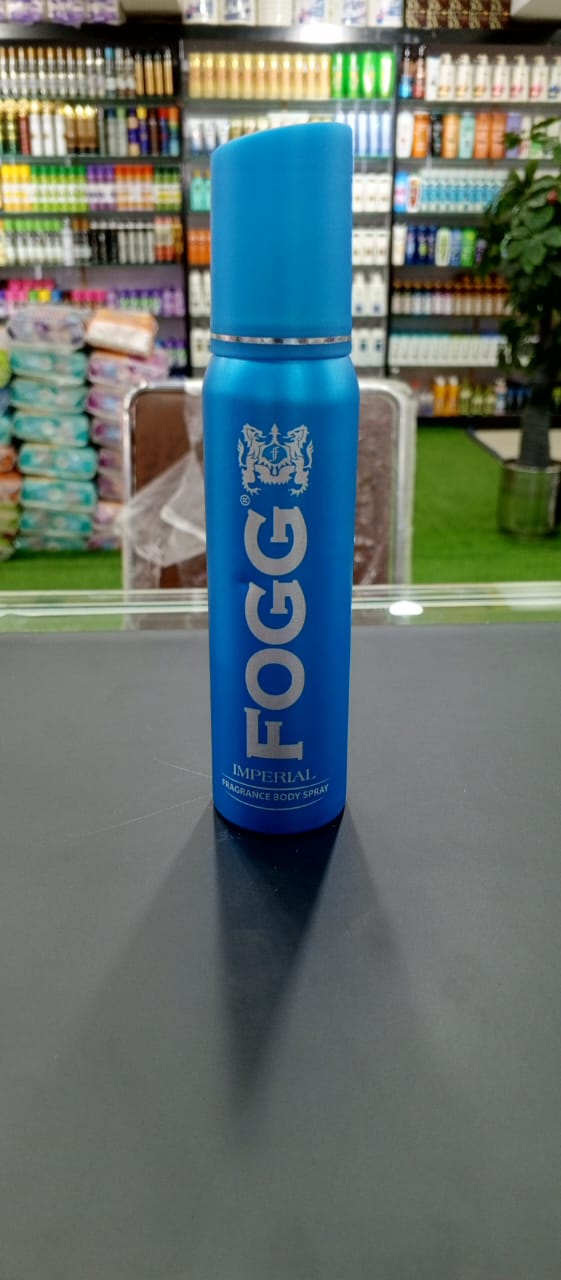 f
FOGG®
IMPERIAL
FRAGRANCE BODY SPRAY